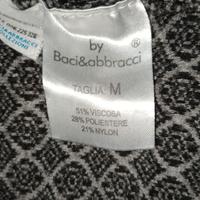 by
Baci&abbracci ®
TAGLIA: M
51% VISCOSA
28% POLIESTERE
21% NYLON